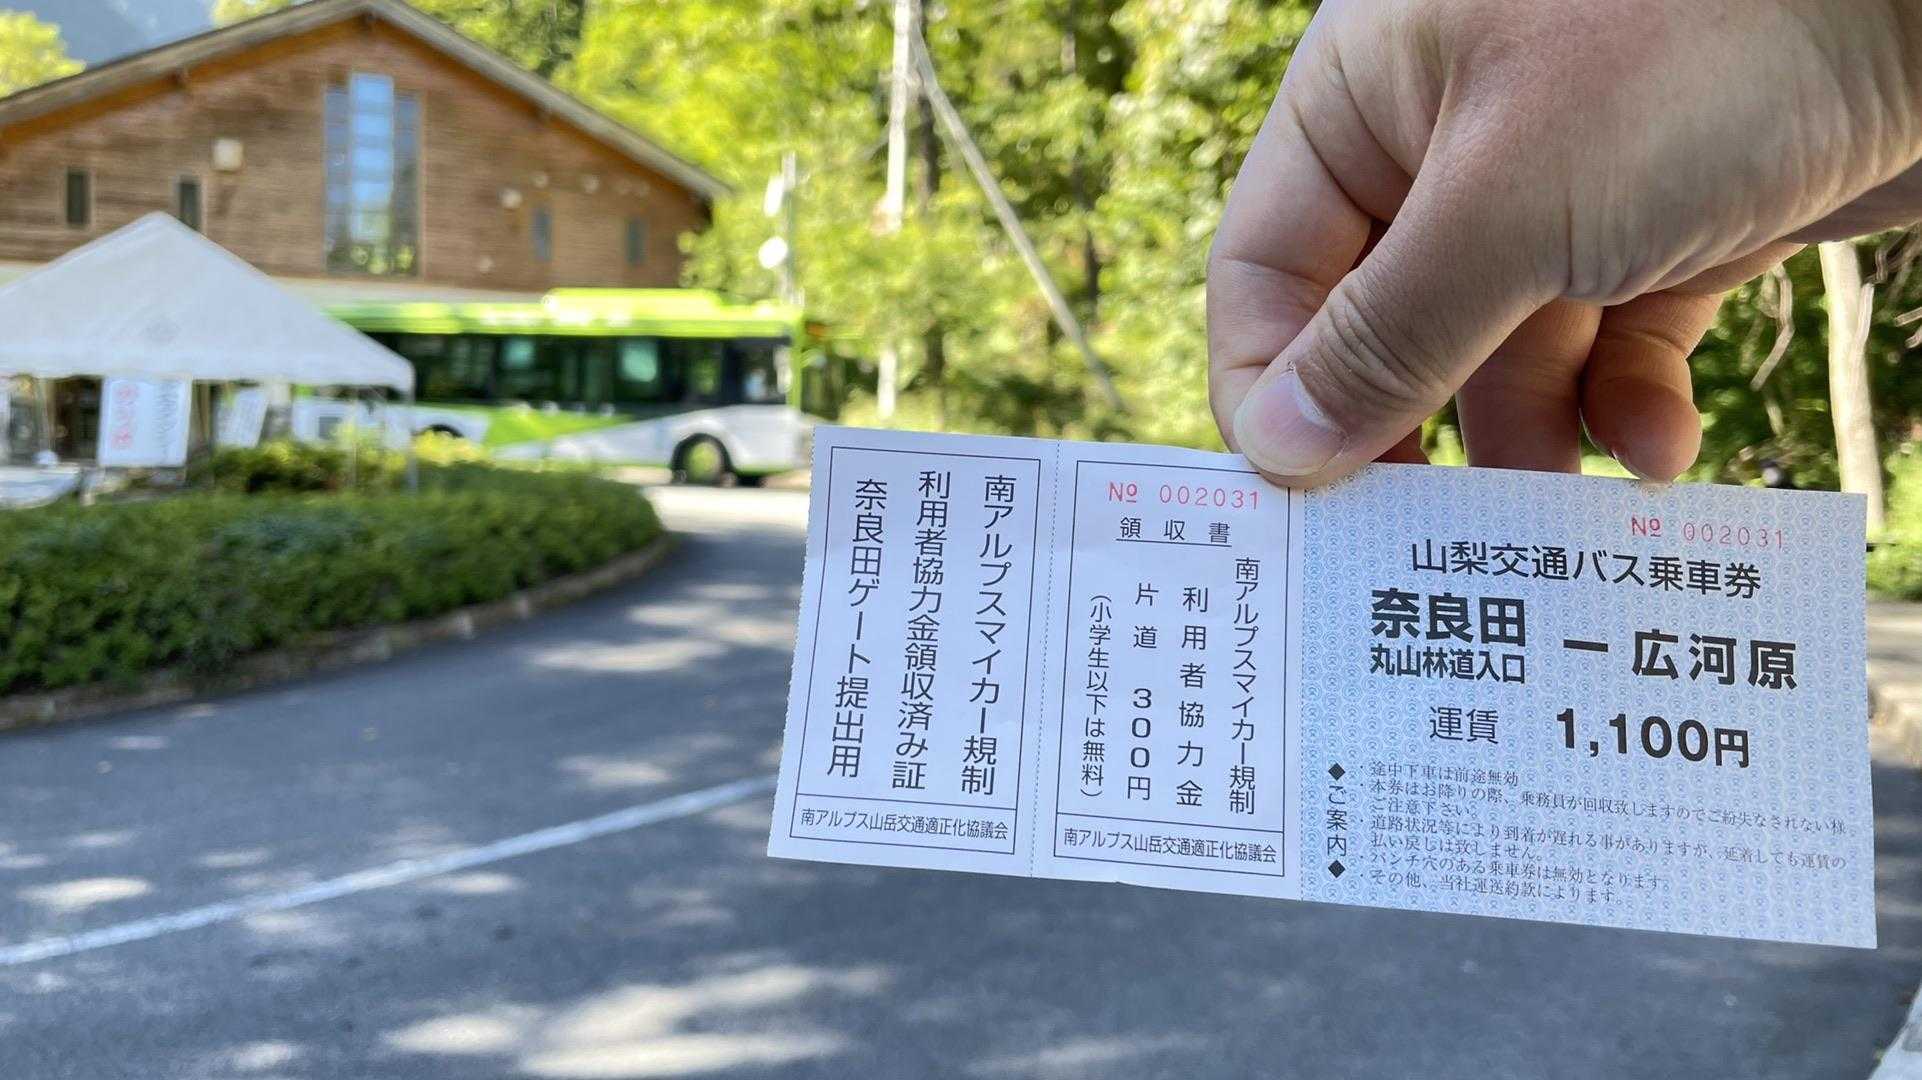 南アルプスマイカー規制
利用者協力金領収済み証
奈良田ゲート提出用
南アルプス山岳交通適正化協議会
№ 002031
領収書
南アルプスマイカー規制
利用者協力金
片道 300円
(小学生以下は無料)
南アルプス山岳交通適正化協議会
№ 002031
山梨交通バス乗車券
奈良田
丸山林道入口
ー広河原
運賃 1,100円
◆ご案内◆
・途中下車は前途無効
・本券はお降りの際、乗務員が回収致しますのでご紛失なされない様
ご注意下さい。
・道路状況等により到着が遅れる事がありますが、延着しても運賃の
払い戻しは致しません。
・パンチ穴のある乗車券は無効となります。
・その他、当社運送約款によります。